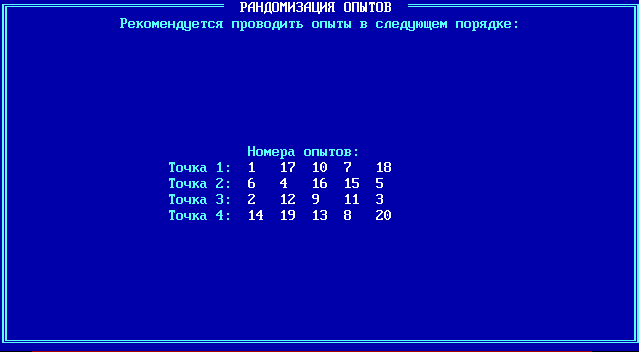 РАНДОМИЗАЦИЯ ОПЫТОВ
Рекомендуется проводить опыты в следующем порядке:
Номера опытов:
Точка 1: 1 17 10 7 18
Точка 2: 6 4 16 15 5
Точка 3: 2 12 9 11 3
Точка 4: 14 19 13 8 20